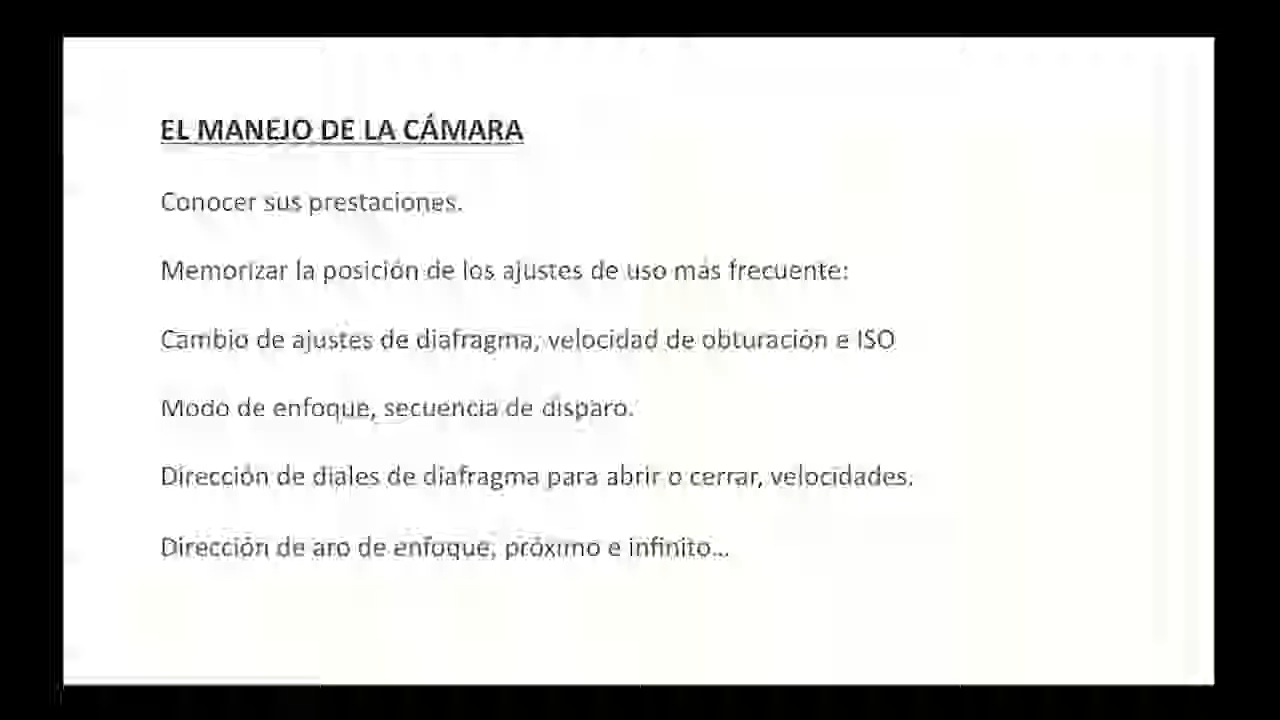 EL MANEJO DE LA CÁMARA
Conocer sus prestaciones.
Memorizar la posición de los ajustes de uso más frecuente:
Cambio de ajustes de diafragma, velocidad de obturación e ISO
Modo de enfoque, secuencia de disparo.
Dirección de diales de diafragma para abrir o cerrar, velocidades.
Dirección de aro de enfoque, próximo e infinito...